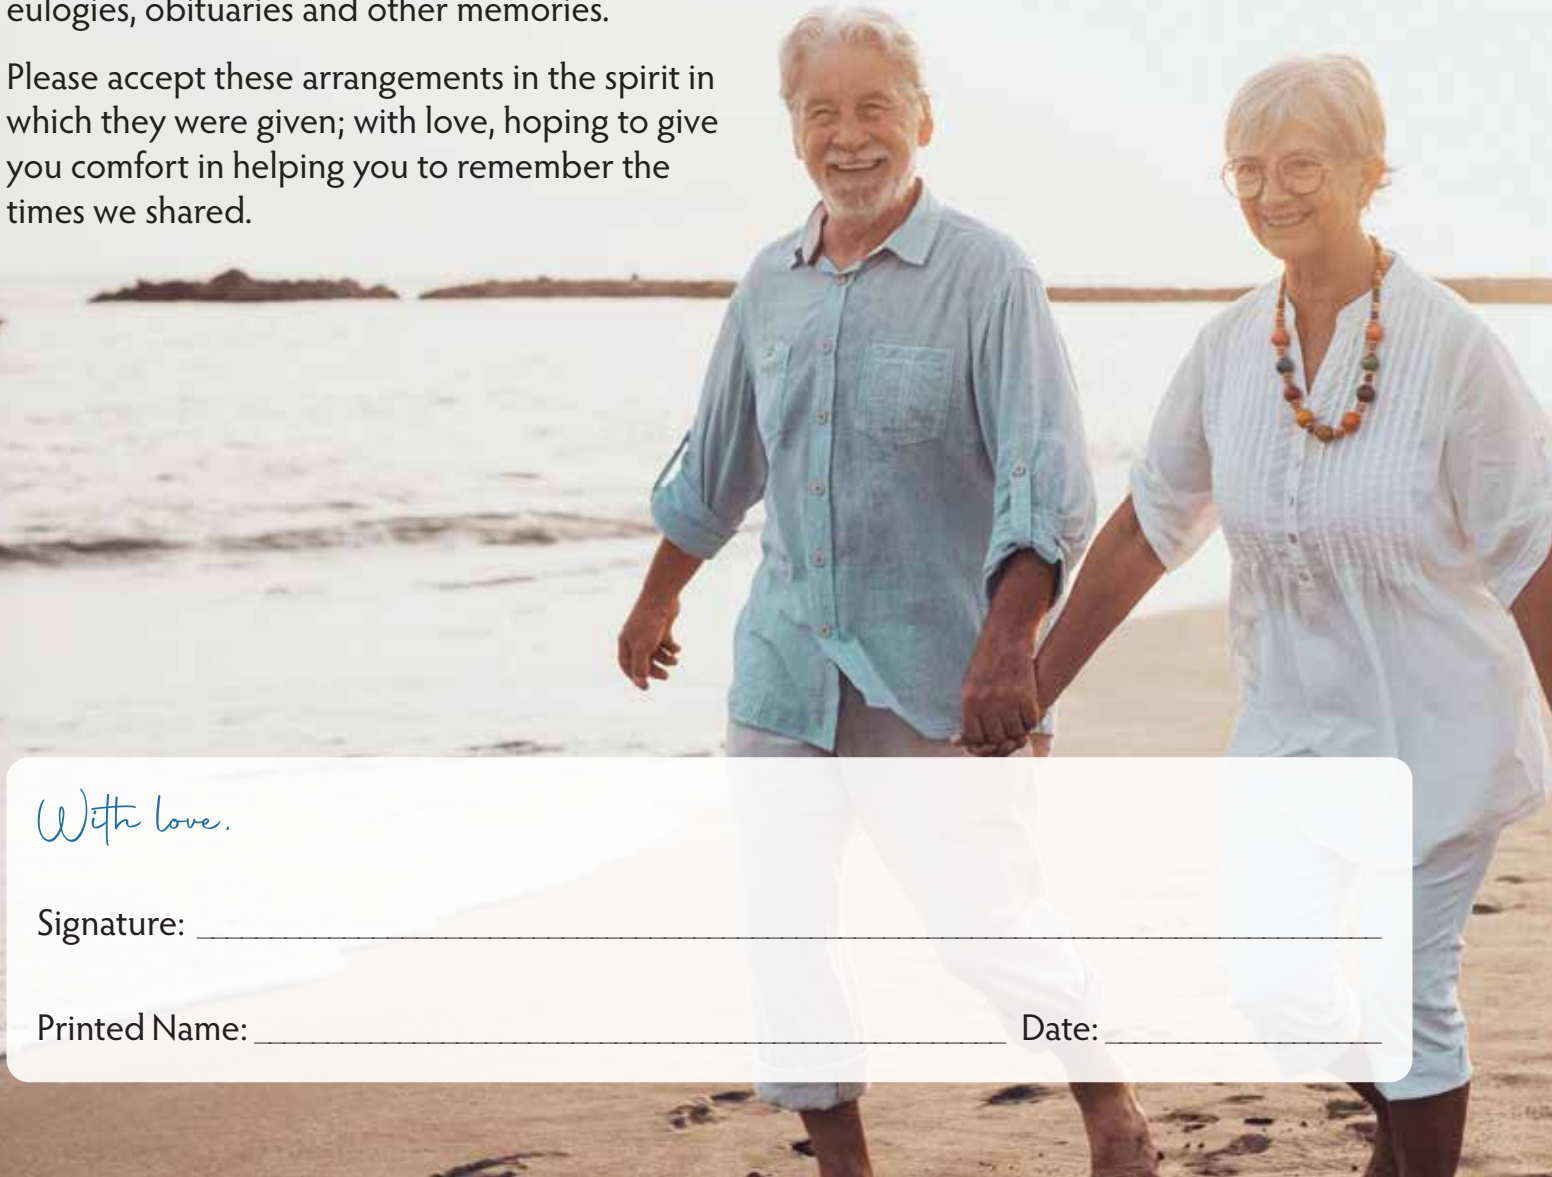 eulogies, obituaries and other memories.
Please accept these arrangements in the spirit in
which they were given; with love, hoping to give
you comfort in helping you to remember the
times we shared.
With love,
Signature:
Printed Name: Date: